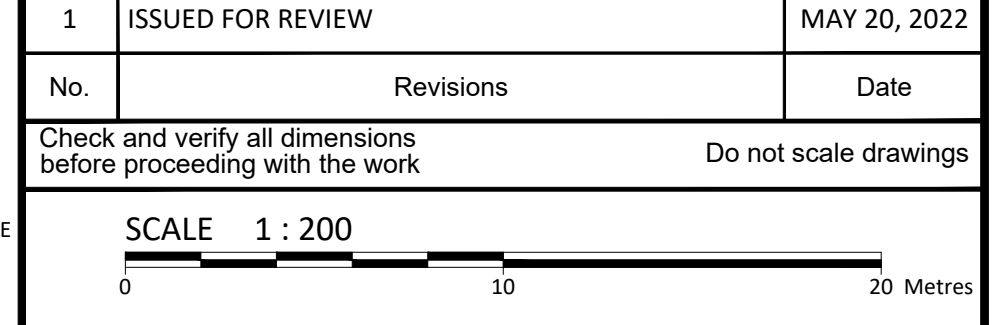 1 ISSUED FOR REVIEW MAY 20, 2022
No. Revisions Date
Check and verify all dimensions
before proceeding with the work
Do not scale drawings
E
SCALE 1 : 200
0 10 20 Metres